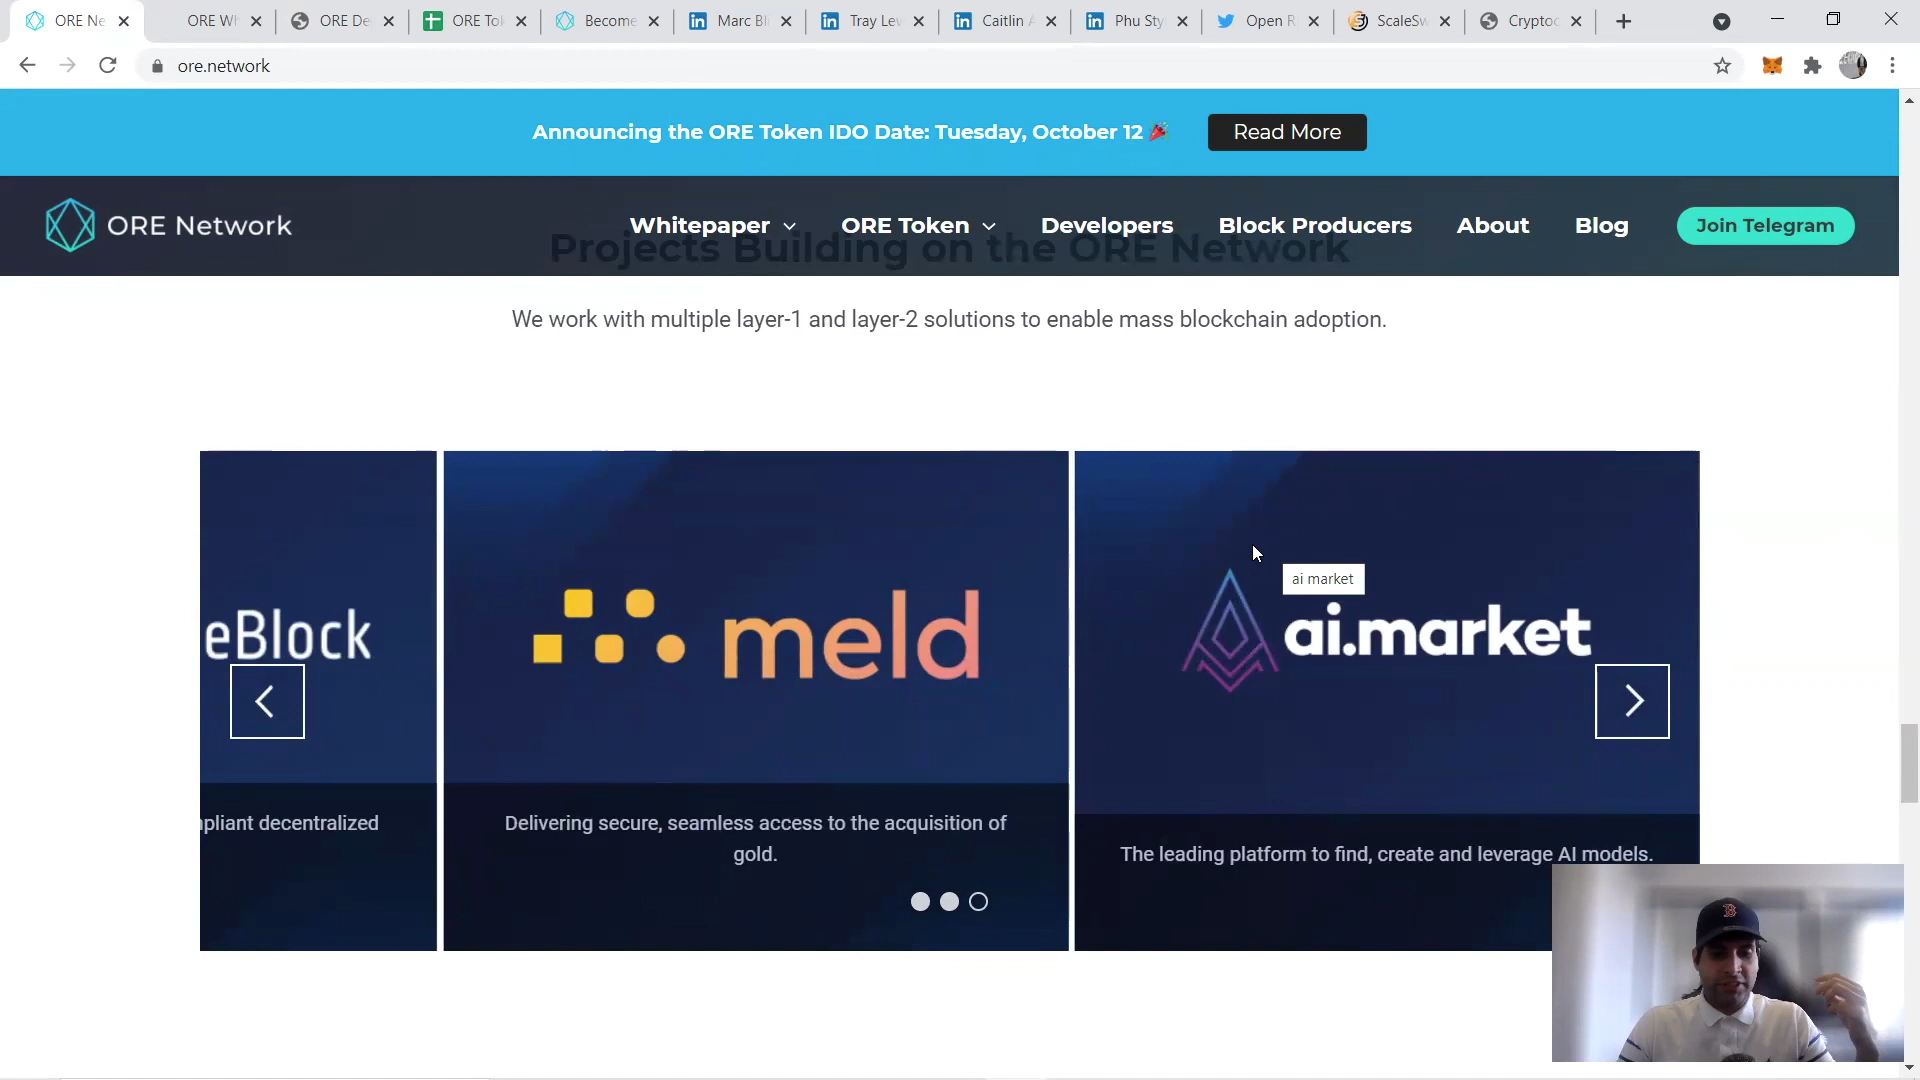 ORE Ne
ORE Wh
ORE De
ORE Tok
Become
Marc Bl
Tray Lew
Caitlin A
Phu Sty
Open R
ScaleSw
Cryptoc
ore.network
Announcing the ORE Token IDO Date: Tuesday, October 12
Read More
ORE Network
Whitepaper
ORE Token
Developers
Block Producers
About
Blog
Join Telegram
Projects Building on the ORE Network
We work with multiple layer-1 and layer-2 solutions to enable mass blockchain adoption.
eBlock
meld
ai market
ai.market
pliant decentralized
Delivering secure, seamless access to the acquisition of
gold.
The leading platform to find, create and leverage AI models.
B